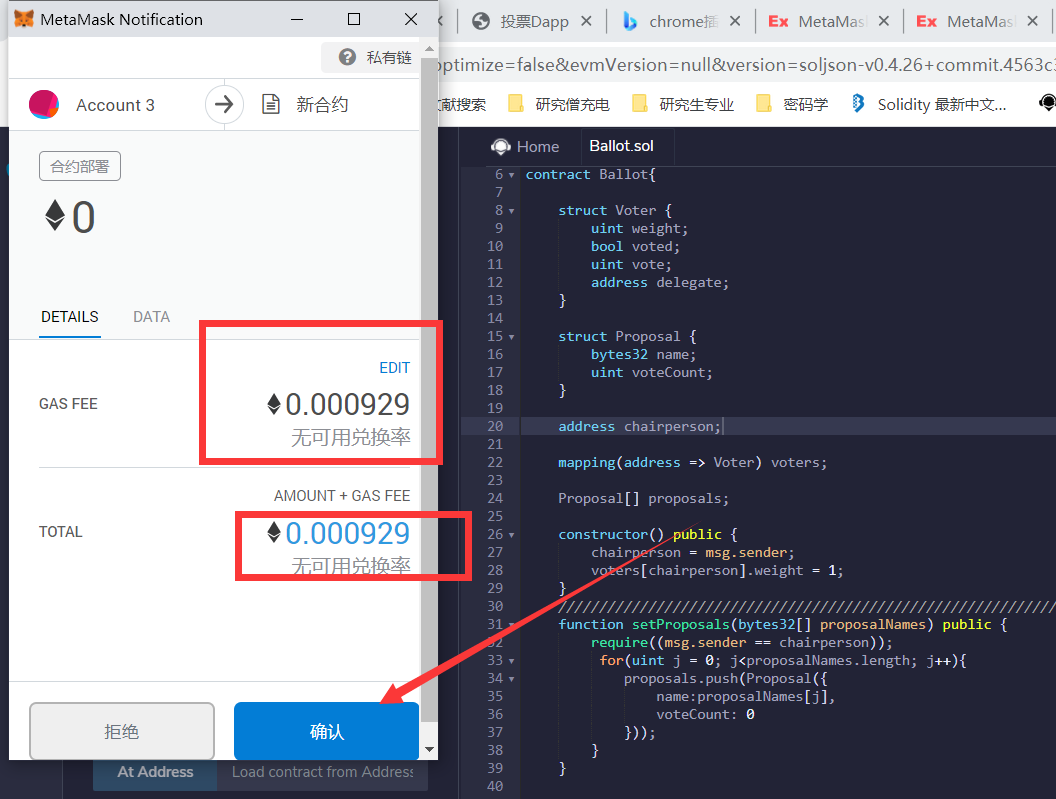 MetaMask Notification
私有链
Account 3
新合约
合约部署
0
DETAILS
DATA
EDIT
GAS FEE
0.000929
无可用兑换率
AMOUNT + GAS FEE
TOTAL
0.000929
无可用兑换率
拒绝
确认
At Address
Load contract from Address
投票Dapp
chrome插
Ex MetaMas
Ex MetaMas
optimize=false&evmVersion=null&version=soljson-v0.4.26+commit.4563c3
文献搜索
研究僧充电
研究生专业
密码学
Solidity 最新中文...
Home
Ballot.sol
6 contract Ballot{
7
8 struct Voter {
9 uint weight;
10 bool voted;
11 uint vote;
12 address delegate;
13 }
14
15 struct Proposal {
16 bytes32 name;
17 uint voteCount;
18 }
19
20 address chairperson;
21
22 mapping(address => Voter) voters;
23
24 Proposal[] proposals;
25
26 constructor() public {
27 chairperson = msg.sender;
28 voters[chairperson].weight = 1;
29 }
30 /////////////////////////////////////////////////////////////
31 function setProposals(bytes32[] proposalNames) public {
32 require((msg.sender == chairperson));
33 for(uint j = 0; j<proposalNames.length; j++){
34 proposals.push(Proposal({
35 name:proposalNames[j],
36 voteCount: 0
37 }));
38 }
39 }
40